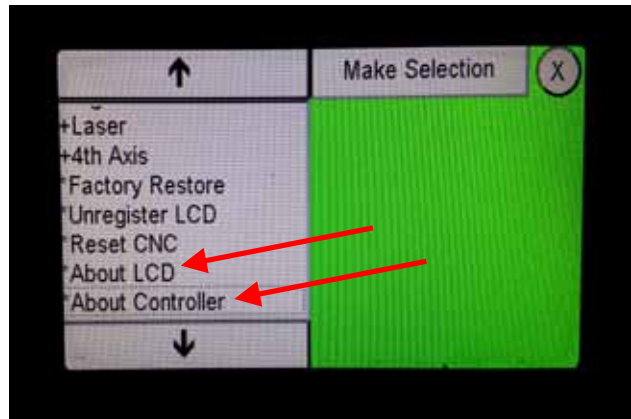 ↑
Make Selection
X
+Laser
+4th Axis
*Factory Restore
*Unregister LCD
*Reset CNC
*About LCD
*About Controller
↓